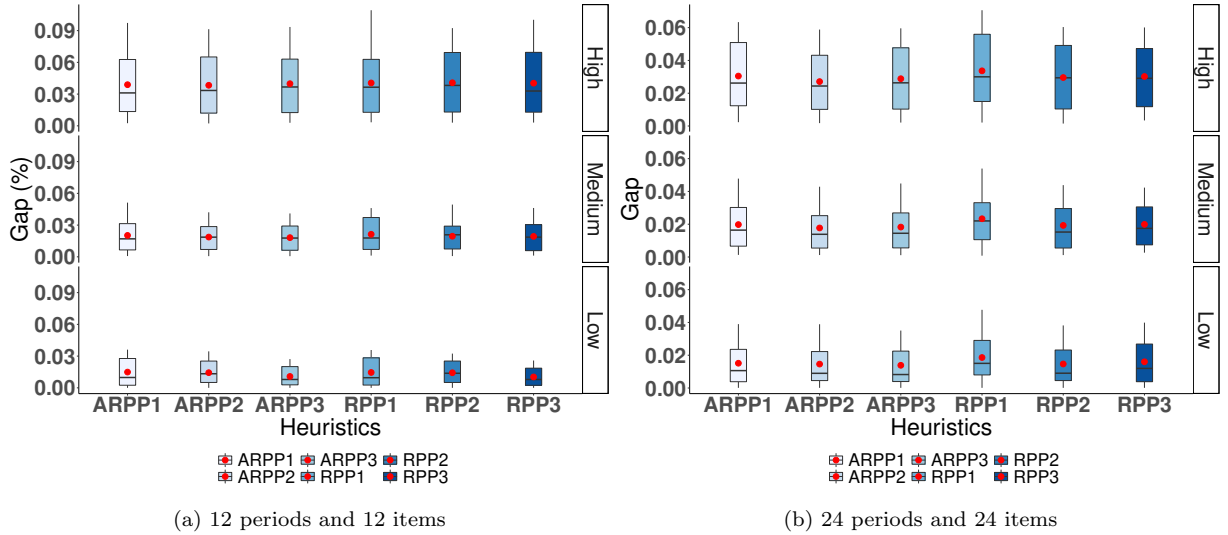 0.09
0.06
0.03
0.00
High
0.09
0.06
0.03
0.00
Medium
0.09
0.06
0.03
0.00
Low
Gap (%)
ARPP1 ARPP2 ARPP3 RPP1 RPP2 RPP3
Heuristics
ARPP1 ARPP3 RPP2
ARPP2 RPP1 RPP3
(a) 12 periods and 12 items
0.06
0.04
0.02
0.00
High
0.06
0.04
0.02
0.00
Medium
0.06
0.04
0.02
0.00
Low
Gap
ARPP1 ARPP2 ARPP3 RPP1 RPP2 RPP3
Heuristics
ARPP1 ARPP3 RPP2
ARPP2 RPP1 RPP3
(b) 24 periods and 24 items